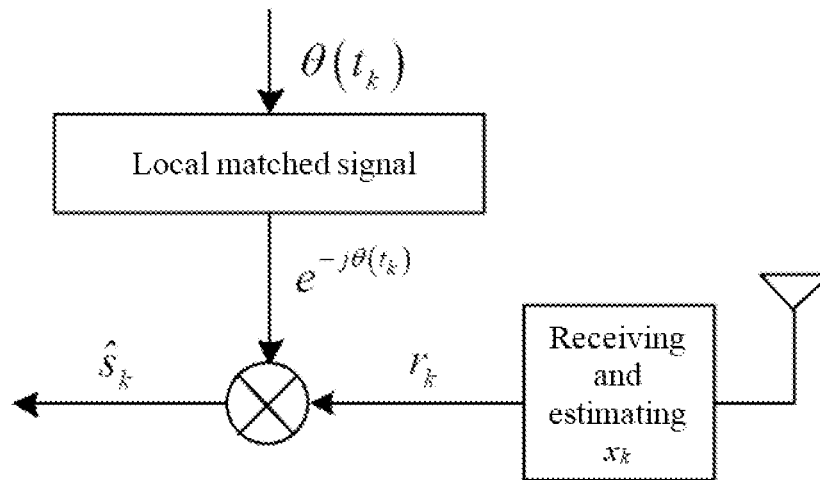 θ(t_k)
Local matched signal
e^{-jθ(t_k)}
ŝ_k
r_k
Receiving
and
estimating
x_k